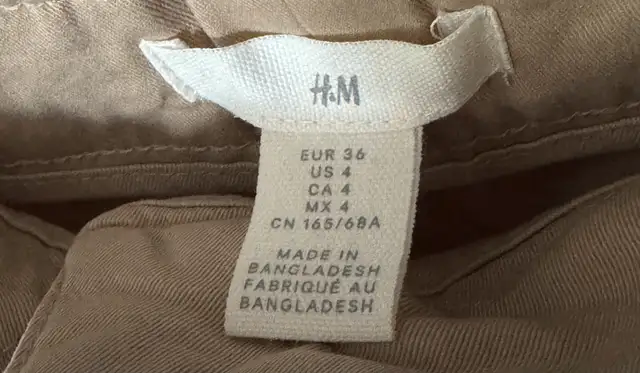 H&M
EUR 36
US 4
CA 4
MX 4
CN 165/68A
MADE IN
BANGLADESH
FABRIQUÉ AU
BANGLADESH